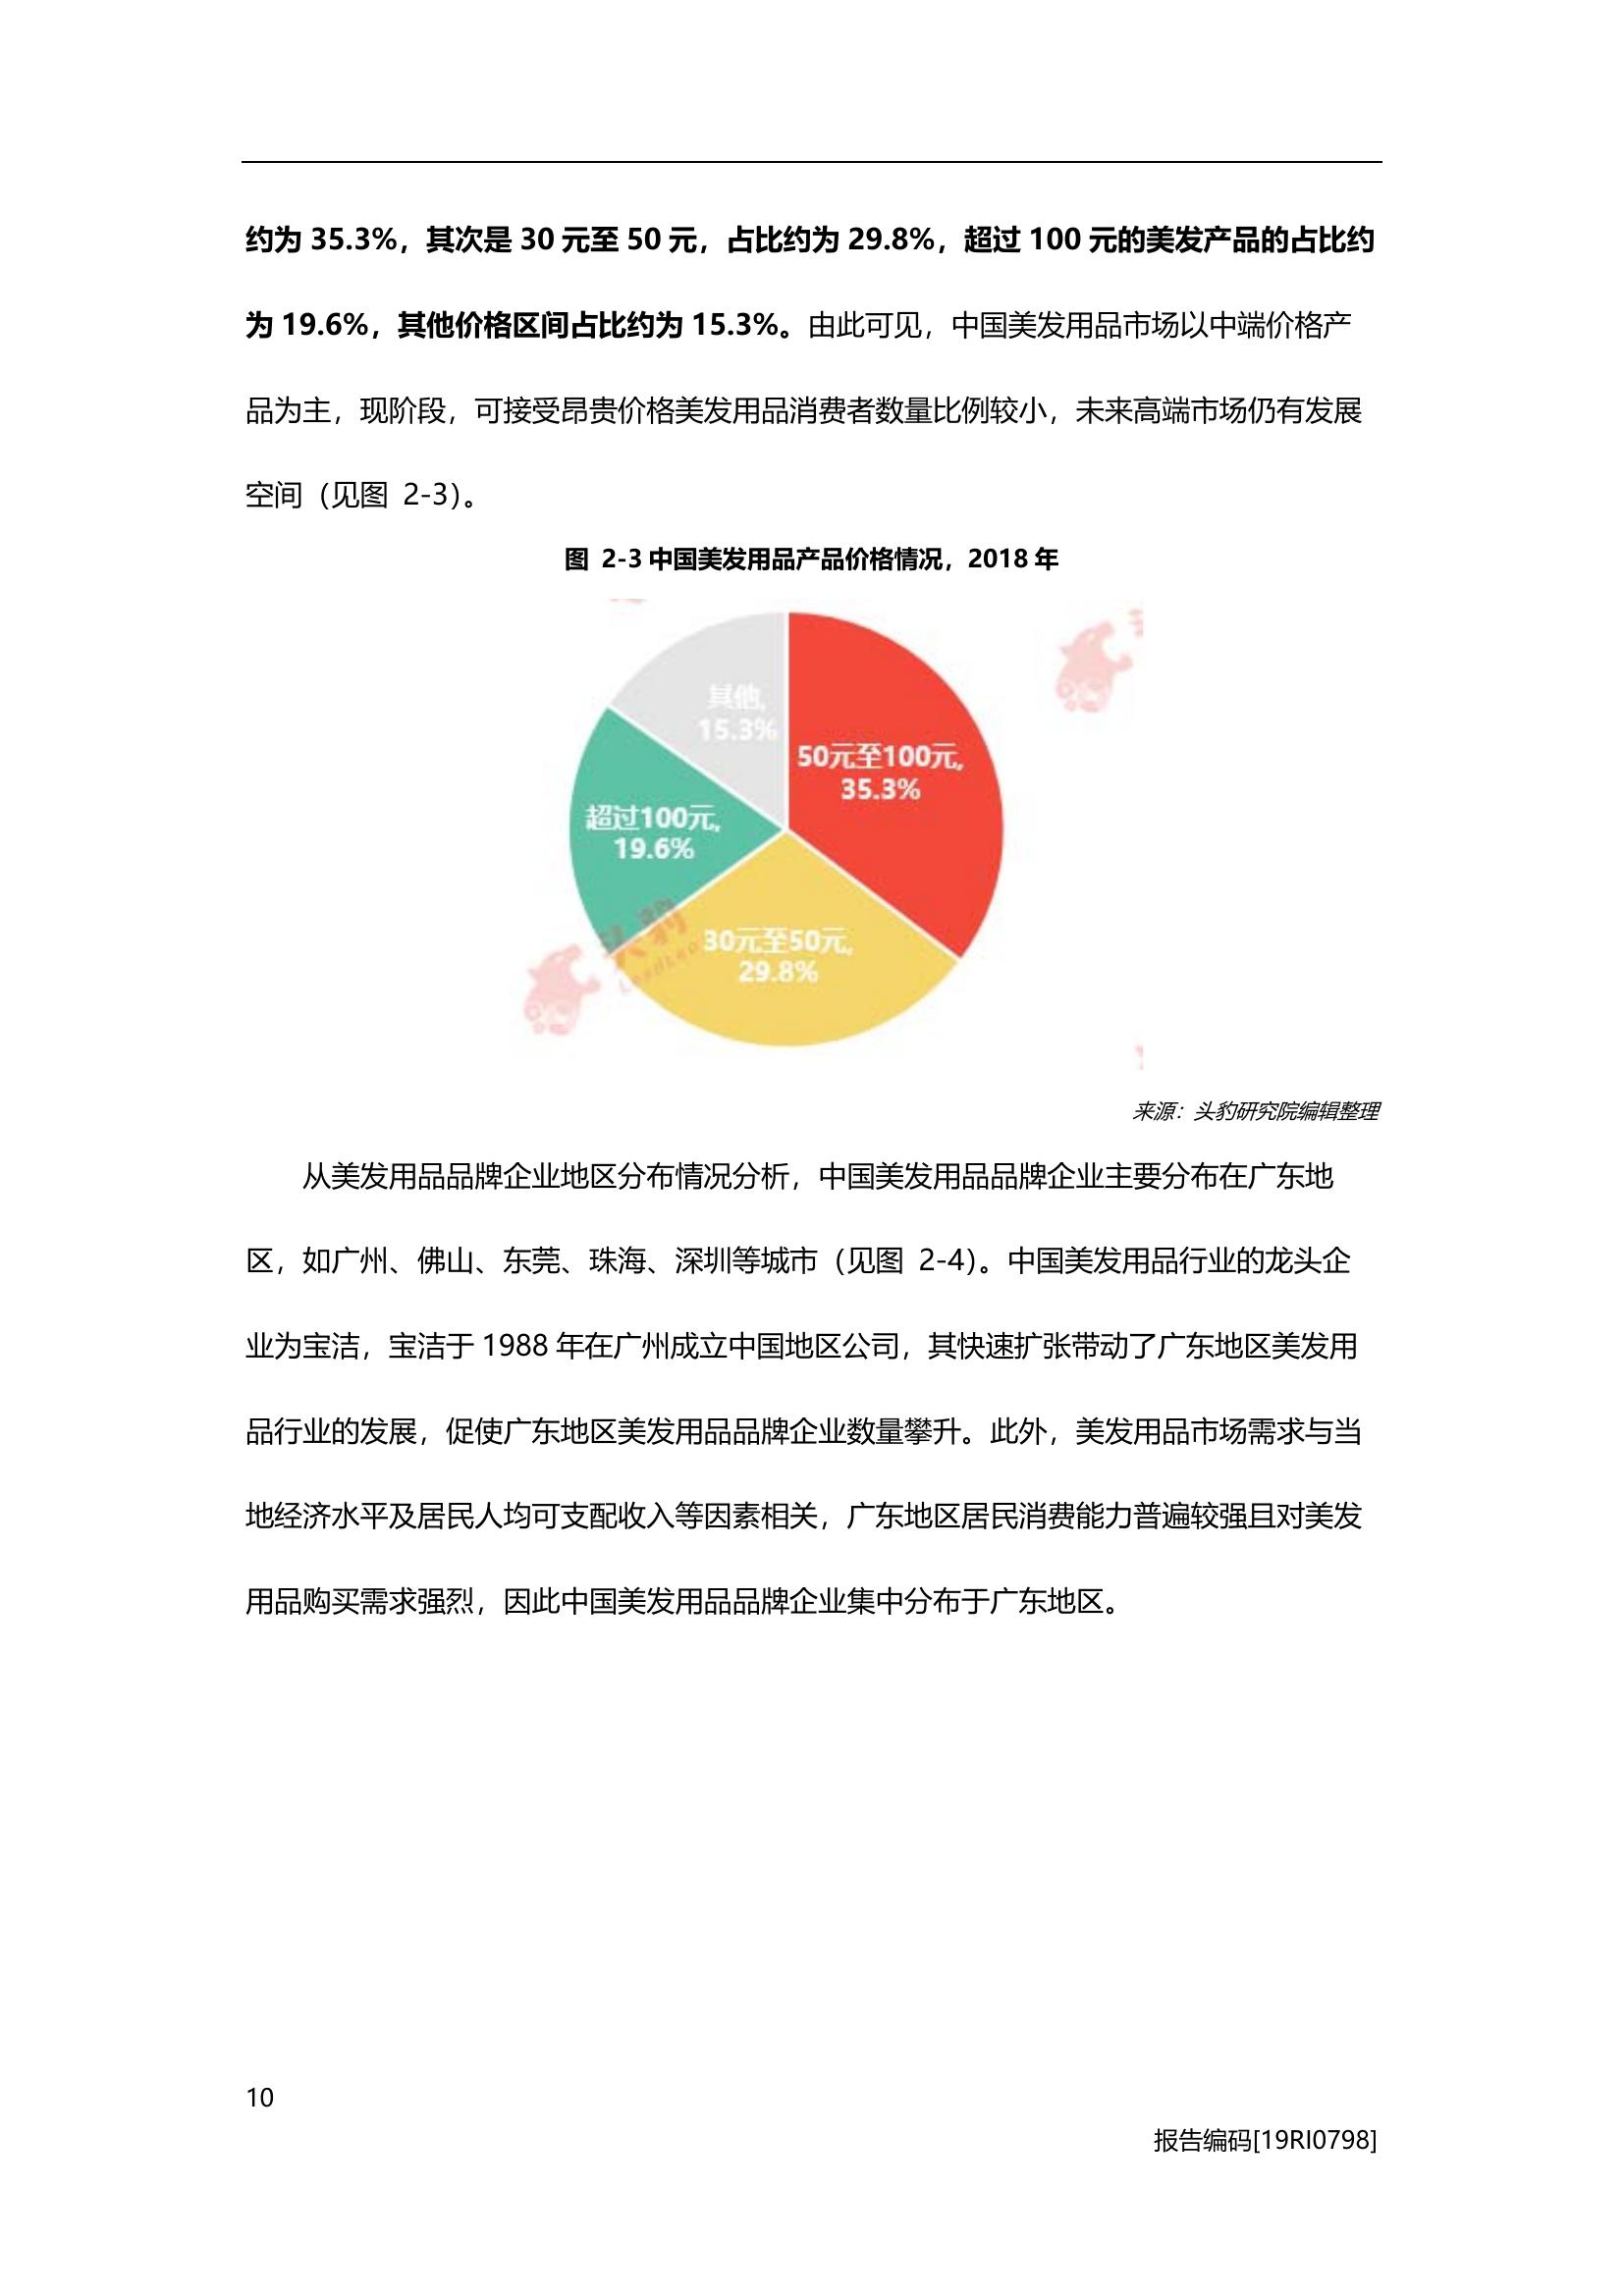 约为 35.3%，其次是 30 元至 50 元，占比约为 29.8%，超过 100 元的美发产品的占比约
为 19.6%，其他价格区间占比约为 15.3%。由此可见，中国美发用品市场以中端价格产
品为主，现阶段，可接受昂贵价格美发用品消费者数量比例较小，未来高端市场仍有发展
空间（见图 2-3）。
图 2-3 中国美发用品产品价格情况，2018 年
其他,
15.3%
50元至100元,
35.3%
超过100元,
19.6%
30元至50元,
29.8%
头豹
来源：头豹研究院编辑整理
从美发用品品牌企业地区分布情况分析，中国美发用品品牌企业主要分布在广东地
区，如广州、佛山、东莞、珠海、深圳等城市（见图 2-4）。中国美发用品行业的龙头企
业为宝洁，宝洁于 1988 年在广州成立中国地区公司，其快速扩张带动了广东地区美发用
品行业的发展，促使广东地区美发用品品牌企业数量攀升。此外，美发用品市场需求与当
地经济水平及居民人均可支配收入等因素相关，广东地区居民消费能力普遍较强且对美发
用品购买需求强烈，因此中国美发用品品牌企业集中分布于广东地区。
10
报告编码[19RI0798]